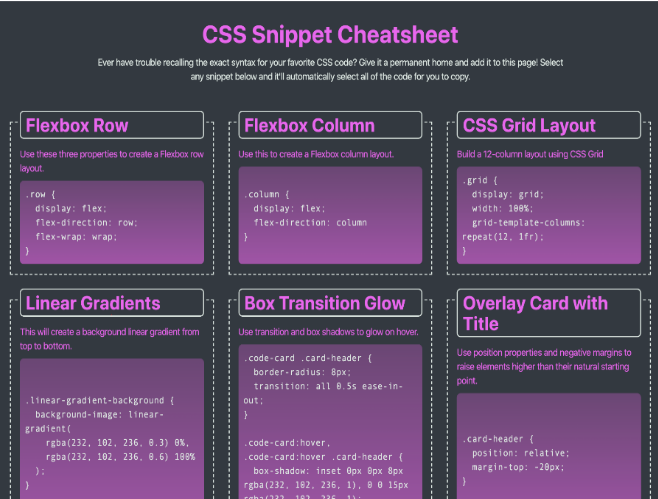 CSS Snippet Cheatsheet
Ever have trouble recalling the exact syntax for your favorite CSS code? Give it a permanent home and add it to this page! Select
any snippet below and it'll automatically select all of the code for you to copy.
Flexbox Row
Use these three properties to create a Flexbox row
layout.
.row {
display: flex;
flex-direction: row;
flex-wrap: wrap;
}
Flexbox Column
Use this to create a Flexbox column layout.
.column {
display: flex;
flex-direction: column
}
CSS Grid Layout
Build a 12-column layout using CSS Grid
.grid {
display: grid;
width: 100%;
grid-template-columns:
repeat(12, 1fr);
}
Linear Gradients
This will create a background linear gradient from
top to bottom.
.linear-gradient-background {
background-image: linear-
gradient(
rgba(232, 102, 236, 0.3) 0%,
rgba(232, 102, 236, 0.6) 100%
);
}
Box Transition Glow
Use transition and box shadows to glow on hover.
.code-card .card-header {
border-radius: 8px;
transition: all 0.5s ease-in-
out;
}
.code-card:hover,
.code-card:hover .card-header {
box-shadow: inset 0px 0px 8px
rgba(232, 102, 236, 1), 0 0 15px
rgba(232, 102, 236, 1);
Overlay Card with
Title
Use position properties and negative margins to
raise elements higher than their natural starting
point.
.card-header {
position: relative;
margin-top: -20px;
}